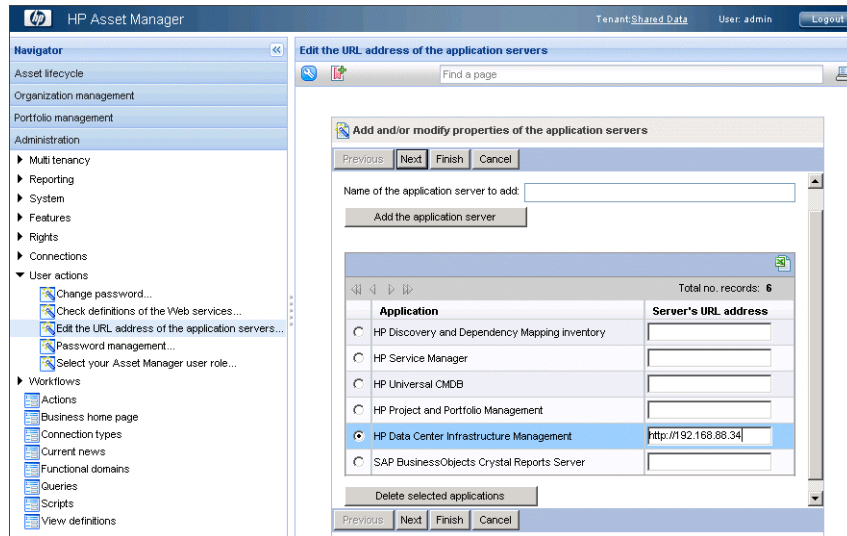 hp HP Asset Manager Tenant:Shared Data User: admin Logout
Navigator
Asset lifecycle
Organization management
Portfolio management
Administration
Multi tenancy
Reporting
System
Features
Rights
Connections
User actions
Change password...
Check definitions of the Web services...
Edit the URL address of the application servers...
Password management...
Select your Asset Manager user role...
Workflows
Actions
Business home page
Connection types
Current news
Functional domains
Queries
Scripts
View definitions
Edit the URL address of the application servers
Find a page
Add and/or modify properties of the application servers
Previous Next Finish Cancel
Name of the application server to add:
Add the application server
Total no. records: 6
Application Server's URL address
HP Discovery and Dependency Mapping inventory
HP Service Manager
HP Universal CMDB
HP Project and Portfolio Management
HP Data Center Infrastructure Management http://192.168.88.34
SAP BusinessObjects Crystal Reports Server
Delete selected applications
Previous Next Finish Cancel